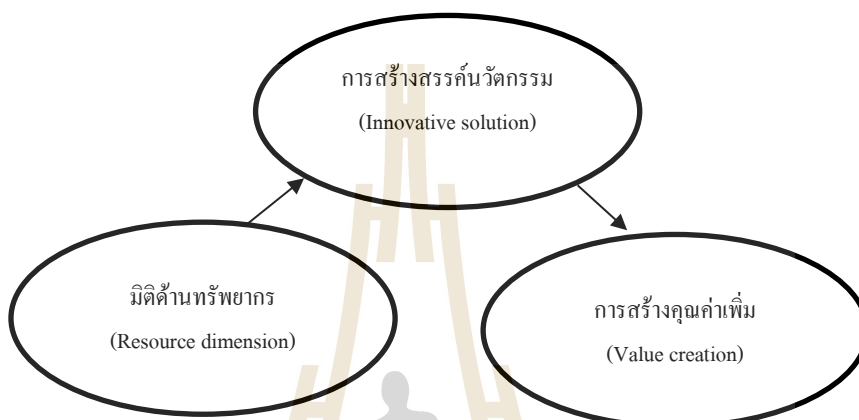 การสร้างสรรค์นวัตกรรม
(Innovative solution)
มิติด้านทรัพยากร
(Resource dimension)
การสร้างคุณค่าเพิ่ม
(Value creation)